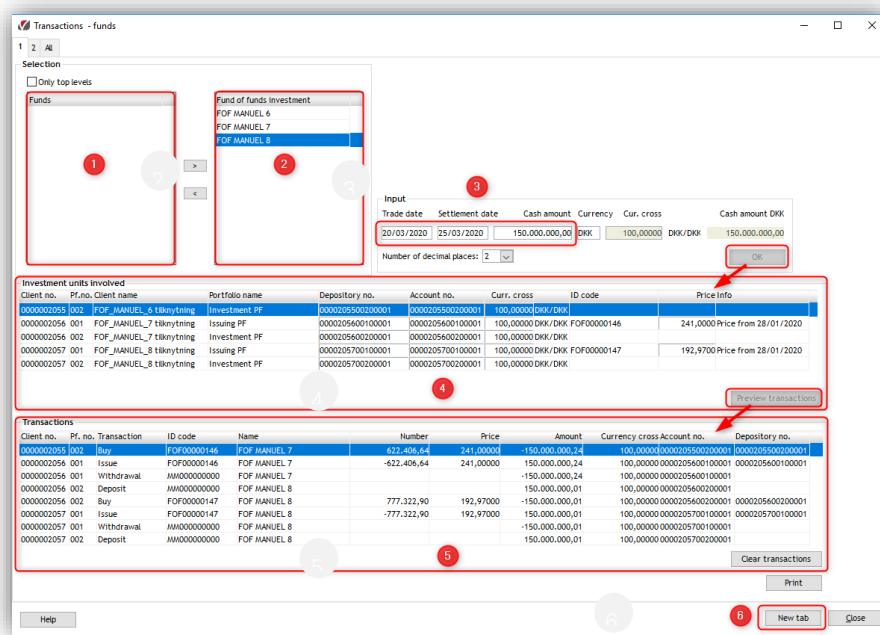 Transactions - funds
1 2 All
Selection
Only top levels
Funds
Fund of funds investment
FOF MANUEL 6
FOF MANUEL 7
FOF MANUEL 8
1
2
2
3
>
<
3
Input
Trade date Settlement date Cash amount Currency Cur. cross Cash amount DKK
20/03/2020 25/03/2020 150.000.000,00 DKK 100,00000 DKK/DKK 150.000.000,00
Number of decimal places: 2
OK
Investment units involved
Client no. Pf.no. Client name Portfolio name Depository no. Account no. Curr. cross ID code Price Info
0000002055 002 FOF_MANUEL_6 tilknytning Investment PF 0000205500200001 0000205500200001 100,00000 DKK/DKK
0000002056 001 FOF_MANUEL_7 tilknytning Issuing PF 0000205600100001 0000205600100001 100,00000 DKK/DKK FOF00000146 241,0000 Price from 28/01/2020
0000002056 002 FOF_MANUEL_7 tilknytning Investment PF 0000205600200001 0000205600200001 100,00000 DKK/DKK
0000002057 001 FOF_MANUEL_8 tilknytning Issuing PF 0000205700100001 0000205700100001 100,00000 DKK/DKK FOF00000147 192,9700 Price from 28/01/2020
0000002057 002 FOF_MANUEL_8 tilknytning Investment PF 0000205700200001 0000205700200001 100,00000 DKK/DKK
4
4
Preview transactions
Transactions
Client no. Pf. no. Transaction ID code Name Number Price Amount Currency cross Account no. Depository no.
0000002055 002 Buy FOF00000146 FOF MANUEL 7 622.406,64 241,00000 -150.000.000,24 100,00000 0000205500200001 0000205500200001
0000002056 001 Issue FOF00000146 FOF MANUEL 7 -622.406,64 241,00000 150.000.000,24 100,00000 0000205600100001 0000205600100001
0000002056 001 Withdrawal MM000000000 FOF MANUEL 7 -150.000.000,24 100,00000 0000205600100001
0000002056 002 Deposit MM000000000 FOF MANUEL 8 150.000.000,01 100,00000 0000205600200001
0000002056 002 Buy FOF00000147 FOF MANUEL 8 777.322,90 192,97000 -150.000.000,01 100,00000 0000205600200001 0000205600200001
0000002057 001 Issue FOF00000147 FOF MANUEL 8 -777.322,90 192,97000 150.000.000,01 100,00000 0000205700100001 0000205700100001
0000002057 001 Withdrawal MM000000000 FOF MANUEL 8 -150.000.000,01 100,00000 0000205700100001
0000002057 002 Deposit MM000000000 FOF MANUEL 8 150.000.000,01 100,00000 0000205700200001
5
5
Clear transactions
Print
Help
6
6
New tab
Close